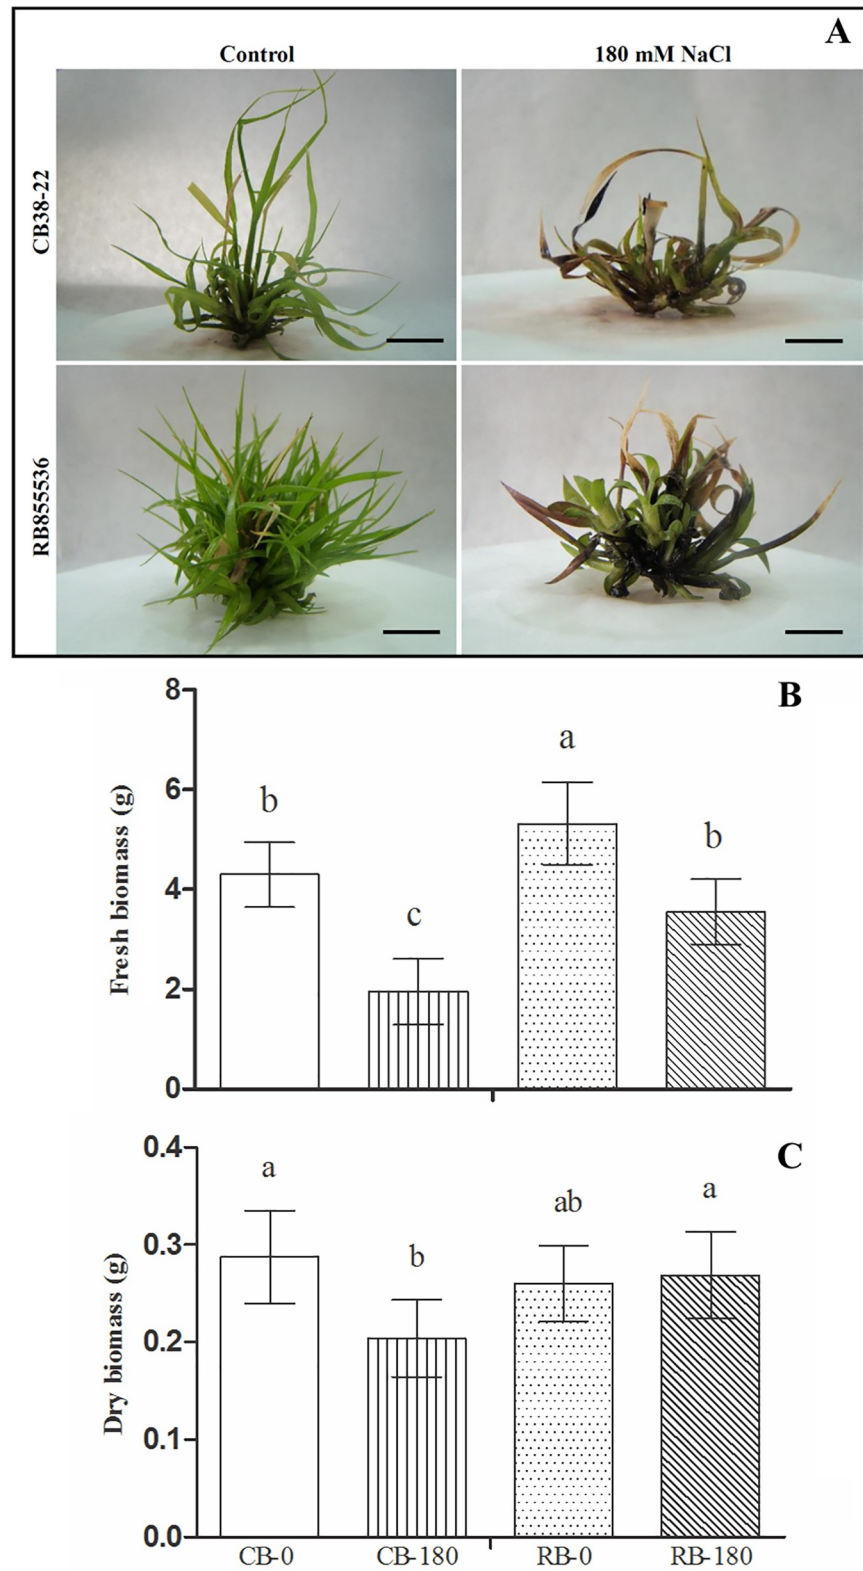 A
Control 180 mM NaCl
CB38-22
RB855536
B
Fresh biomass (g)
8
6
4
2
0
b
c
a
b
C
Dry biomass (g)
0.4
0.3
0.2
0.1
0.0
a
b
ab
a
CB-0 CB-180 RB-0 RB-180